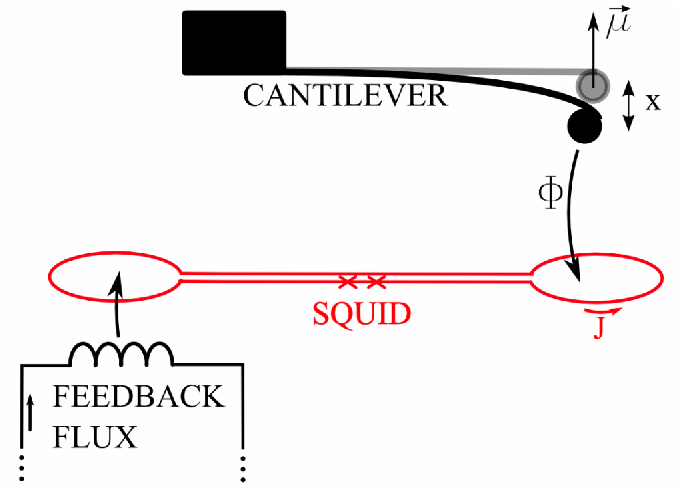 μ⃗
CANTILEVER
x
Φ
SQUID
J
FEEDBACK
FLUX